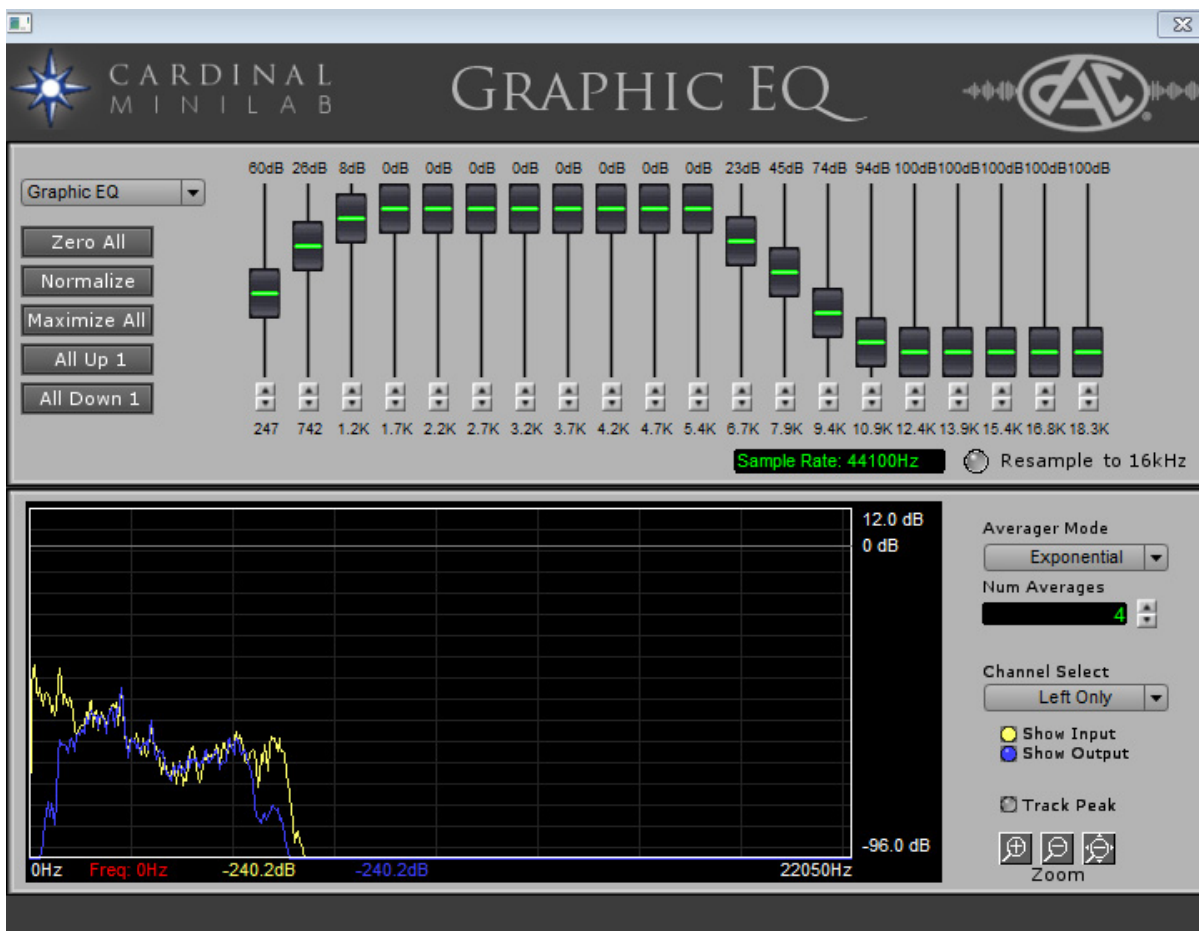 CARDINAL
MINILAB
GRAPHIC EQ
DAC
60dB 26dB 8dB 0dB 0dB 0dB 0dB 0dB 0dB 0dB 0dB 23dB 45dB 74dB 94dB 100dB 100dB 100dB 100dB 100dB
Graphic EQ
Zero All
Normalize
Maximize All
All Up 1
All Down 1
247 742 1.2K 1.7K 2.2K 2.7K 3.2K 3.7K 4.2K 4.7K 5.4K 6.7K 7.9K 9.4K 10.9K 12.4K 13.9K 15.4K 16.8K 18.3K
Sample Rate: 44100Hz Resample to 16kHz
12.0 dB
0 dB
-96.0 dB
0Hz Freq: 0Hz -240.2dB -240.2dB 22050Hz
Averager Mode
Exponential
Num Averages
4
Channel Select
Left Only
Show Input
Show Output
Track Peak
Zoom